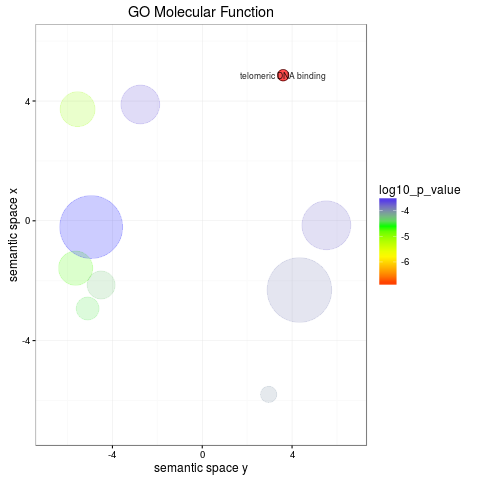 GO Molecular Function
telomeric DNA binding
4
0
-4
semantic space x
-4
0
4
semantic space y
log10_p_value
-4
-5
-6